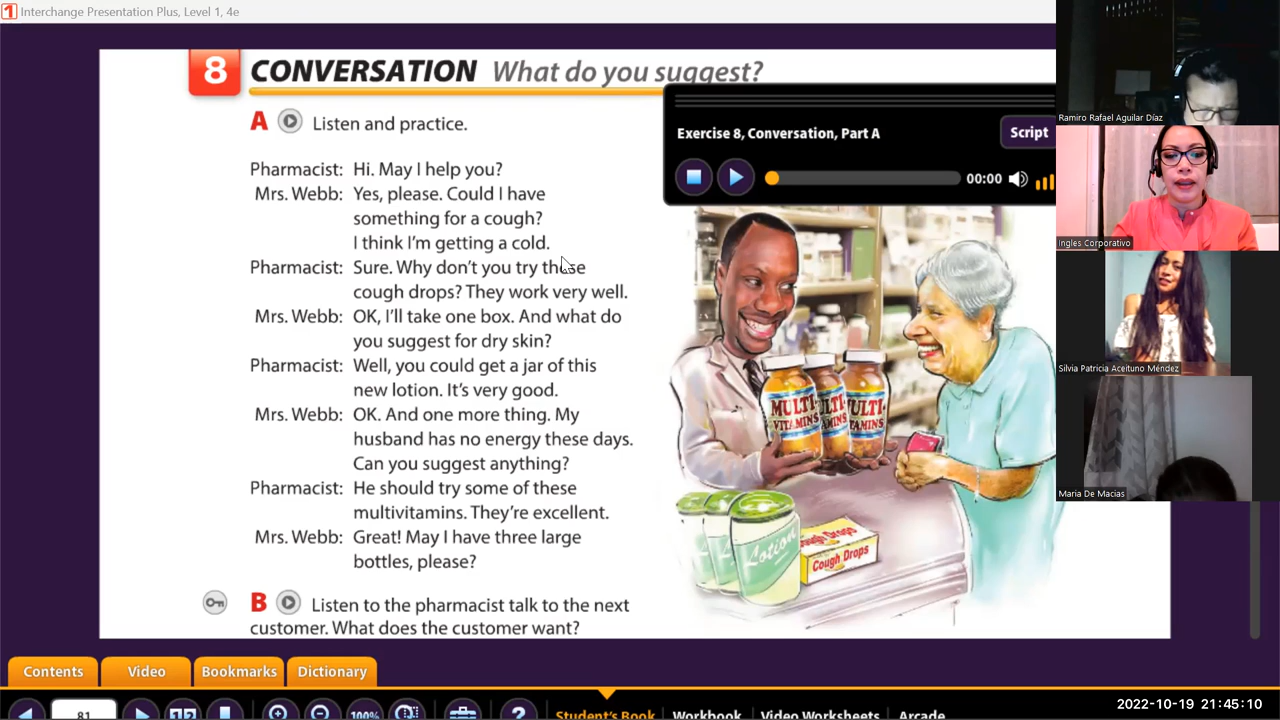 Interchange Presentation Plus, Level 1, 4e
8 CONVERSATION What do you suggest?
A Listen and practice.
Exercise 8, Conversation, Part A
Script
00:00
Pharmacist: Hi. May I help you?
Mrs. Webb: Yes, please. Could I have
something for a cough?
I think I'm getting a cold.
Pharmacist: Sure. Why don't you try these
cough drops? They work very well.
Mrs. Webb: OK, I'll take one box. And what do
you suggest for dry skin?
Pharmacist: Well, you could get a jar of this
new lotion. It's very good.
Mrs. Webb: OK. And one more thing. My
husband has no energy these days.
Can you suggest anything?
Pharmacist: He should try some of these
multivitamins. They're excellent.
Mrs. Webb: Great! May I have three large
bottles, please?
B Listen to the pharmacist talk to the next
customer. What does the customer want?
MULTI-
VITAMINS
Lotion
Cough Drops
Ramiro Rafael Aguilar Díaz
Ingles Corporativo
Silvia Patricia Aceituno Méndez
Maria De Macias
Contents
Video
Bookmarks
Dictionary
81
100%
Student's Book
Workbook
Video Worksheets
Arcade
2022-10-19 21:45:10